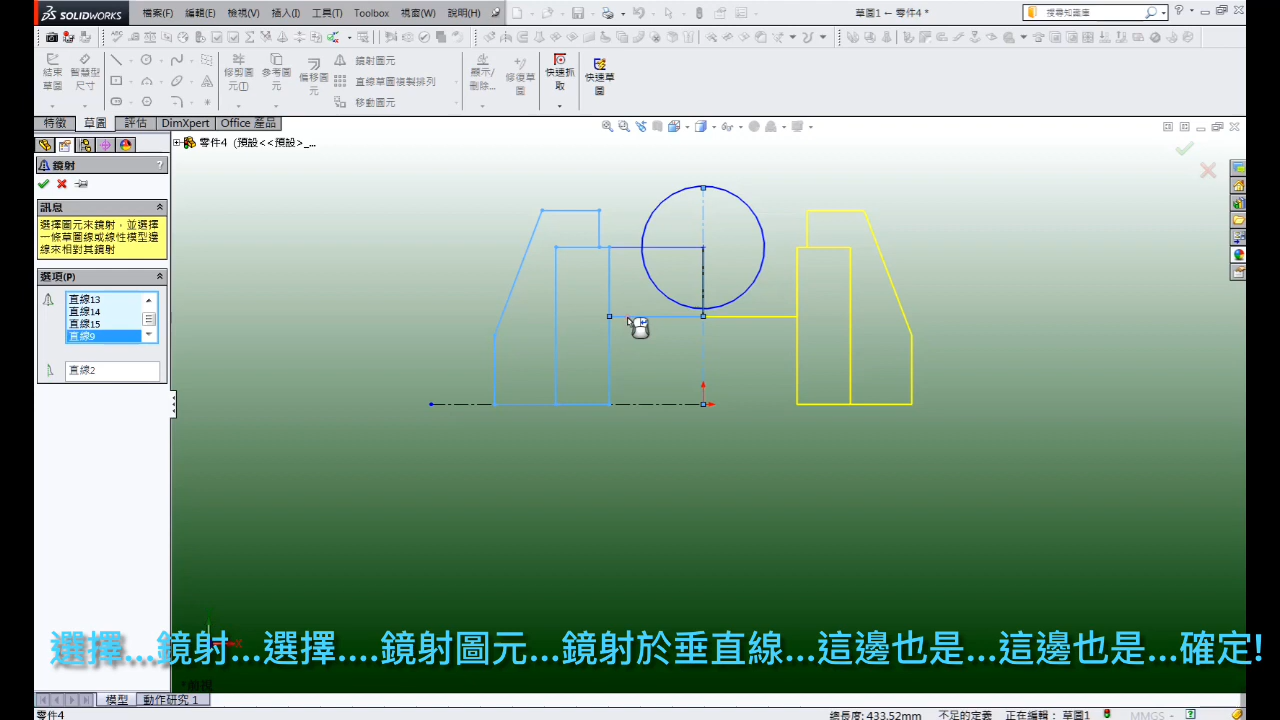 SOLIDWORKS 檔案(F) 編輯(E) 檢視(V) 插入(I) 工具(T) Toolbox 視窗(W) 說明(H) 草圖1 ← 零件4 * 搜尋知識庫
結束草圖 智慧型尺寸 修剪圖元(T) 參考圖元 偏移圖元 鏡射圖元 顯示/刪除... 修復草圖 快速抓取 快速草圖
直線草圖複製排列
移動圖元
特徵 草圖 評估 DimXpert Office 產品
零件4 (預設<<預設>_...
鏡射 ?
訊息
選擇圖元來鏡射，並選擇
一條草圖線或線性模型邊
線來相對其鏡射
選項(P)
直線13
直線14
直線15
直線9
直線2
選擇...鏡射...選擇....鏡射圖元...鏡射於垂直線...這邊也是...這邊也是...確定!
*前視
模型 動作研究 1
零件4 總長度: 433.52mm 不足的定義 正在編輯: 草圖1 MMGS